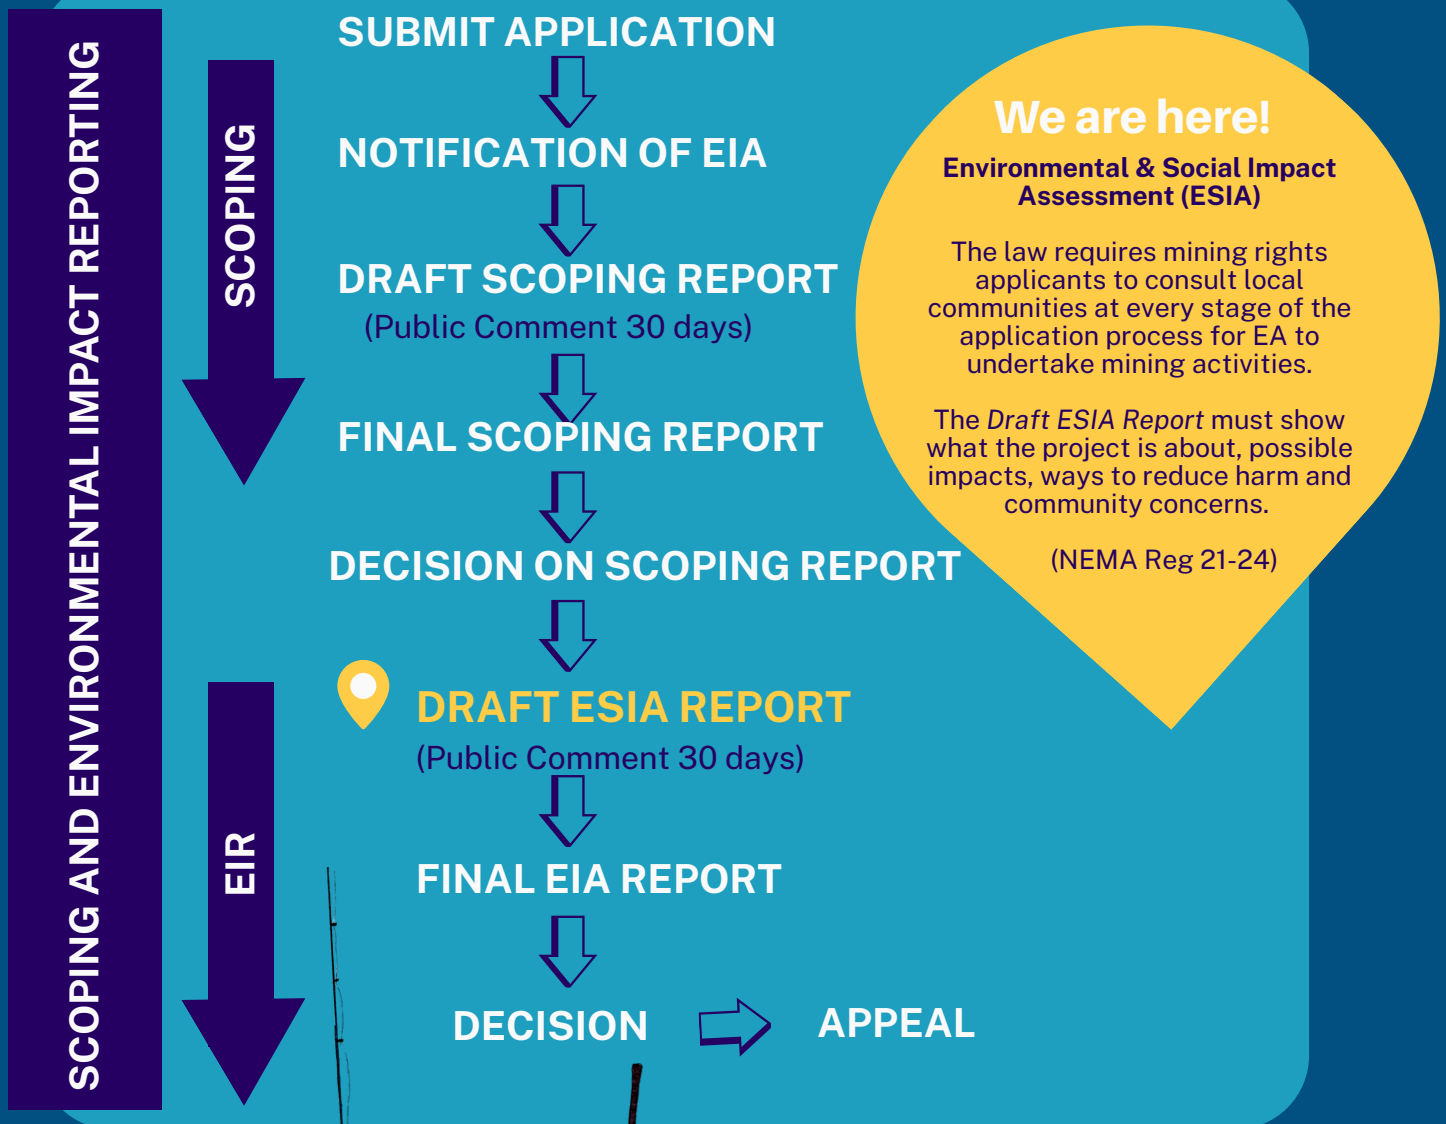 SCOPING AND ENVIRONMENTAL IMPACT REPORTING
SCOPING
SUBMIT APPLICATION
NOTIFICATION OF EIA
DRAFT SCOPING REPORT
(Public Comment 30 days)
FINAL SCOPING REPORT
DECISION ON SCOPING REPORT
EIR
DRAFT ESIA REPORT
(Public Comment 30 days)
FINAL EIA REPORT
DECISION
APPEAL
We are here!
Environmental & Social Impact
Assessment (ESIA)
The law requires mining rights
applicants to consult local
communities at every stage of the
application process for EA to
undertake mining activities.
The Draft ESIA Report must show
what the project is about, possible
impacts, ways to reduce harm and
community concerns.
(NEMA Reg 21-24)